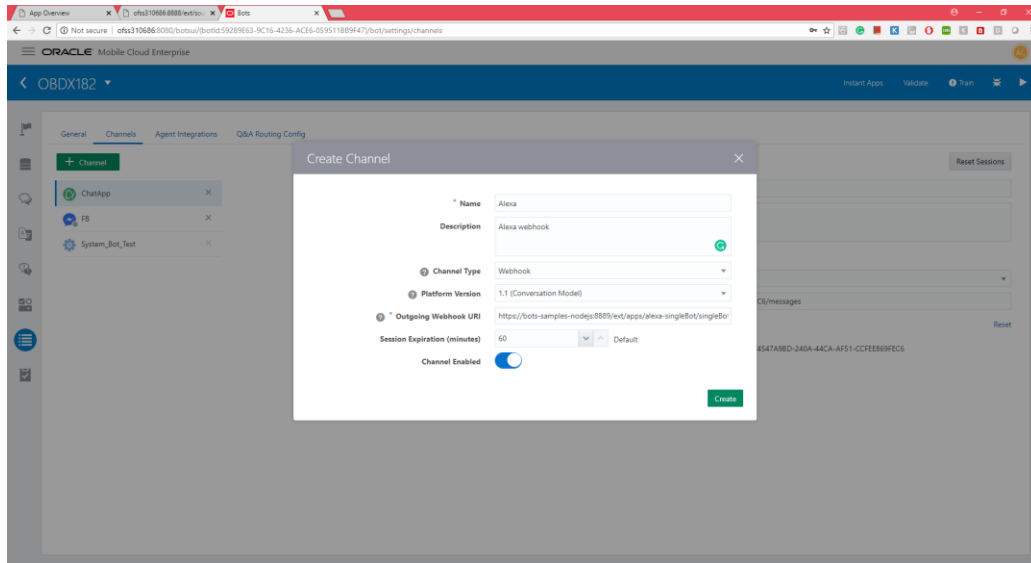 App Overview
ofss310686:8888/ext/sou
Bots
Not secure
ofss310686:8080/botsui/(botId:59289E63-9C16-4236-ACE6-059511889F47)/bot/settings/channels
ORACLE Mobile Cloud Enterprise
AC
OBDX182
Instant Apps
Validate
Train
General
Channels
Agent Integrations
Q&A Routing Config
+ Channel
Reset Sessions
ChatApp
FB
System_Bot_Test
Create Channel
* Name
Alexa
Description
Alexa webhook
Channel Type
Webhook
Platform Version
1.1 (Conversation Model)
* Outgoing Webhook URI
https://bots-samples-nodejs:8889/ext/apps/alexa-singleBot/singleBot
Session Expiration (minutes)
60
Default
Channel Enabled
Create
C6/messages
Reset
4547A9BD-240A-44CA-AF51-CCFEE869FEC6